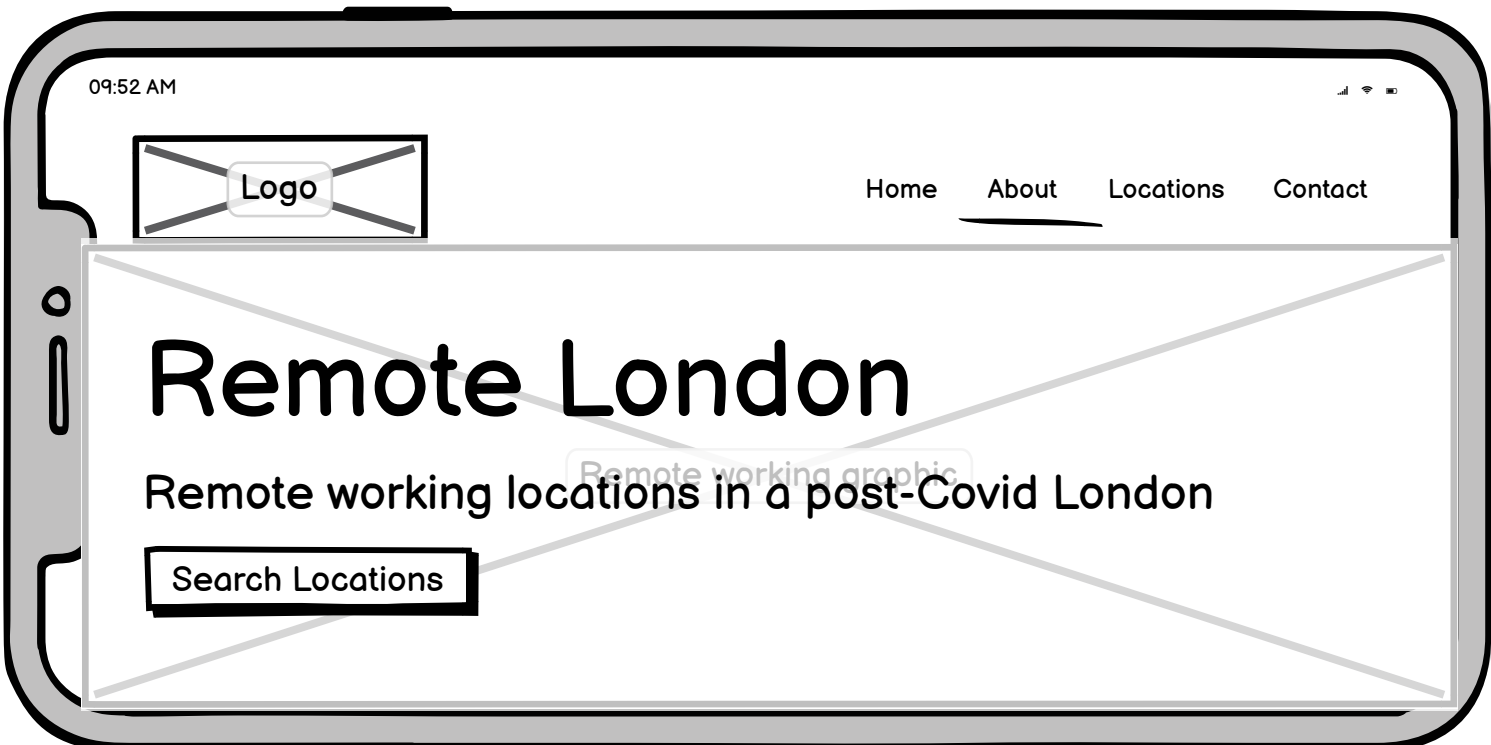 09:52 AM
Logo
Home About Locations Contact
Remote London
Remote working graphic
Remote working locations in a post-Covid London
Search Locations